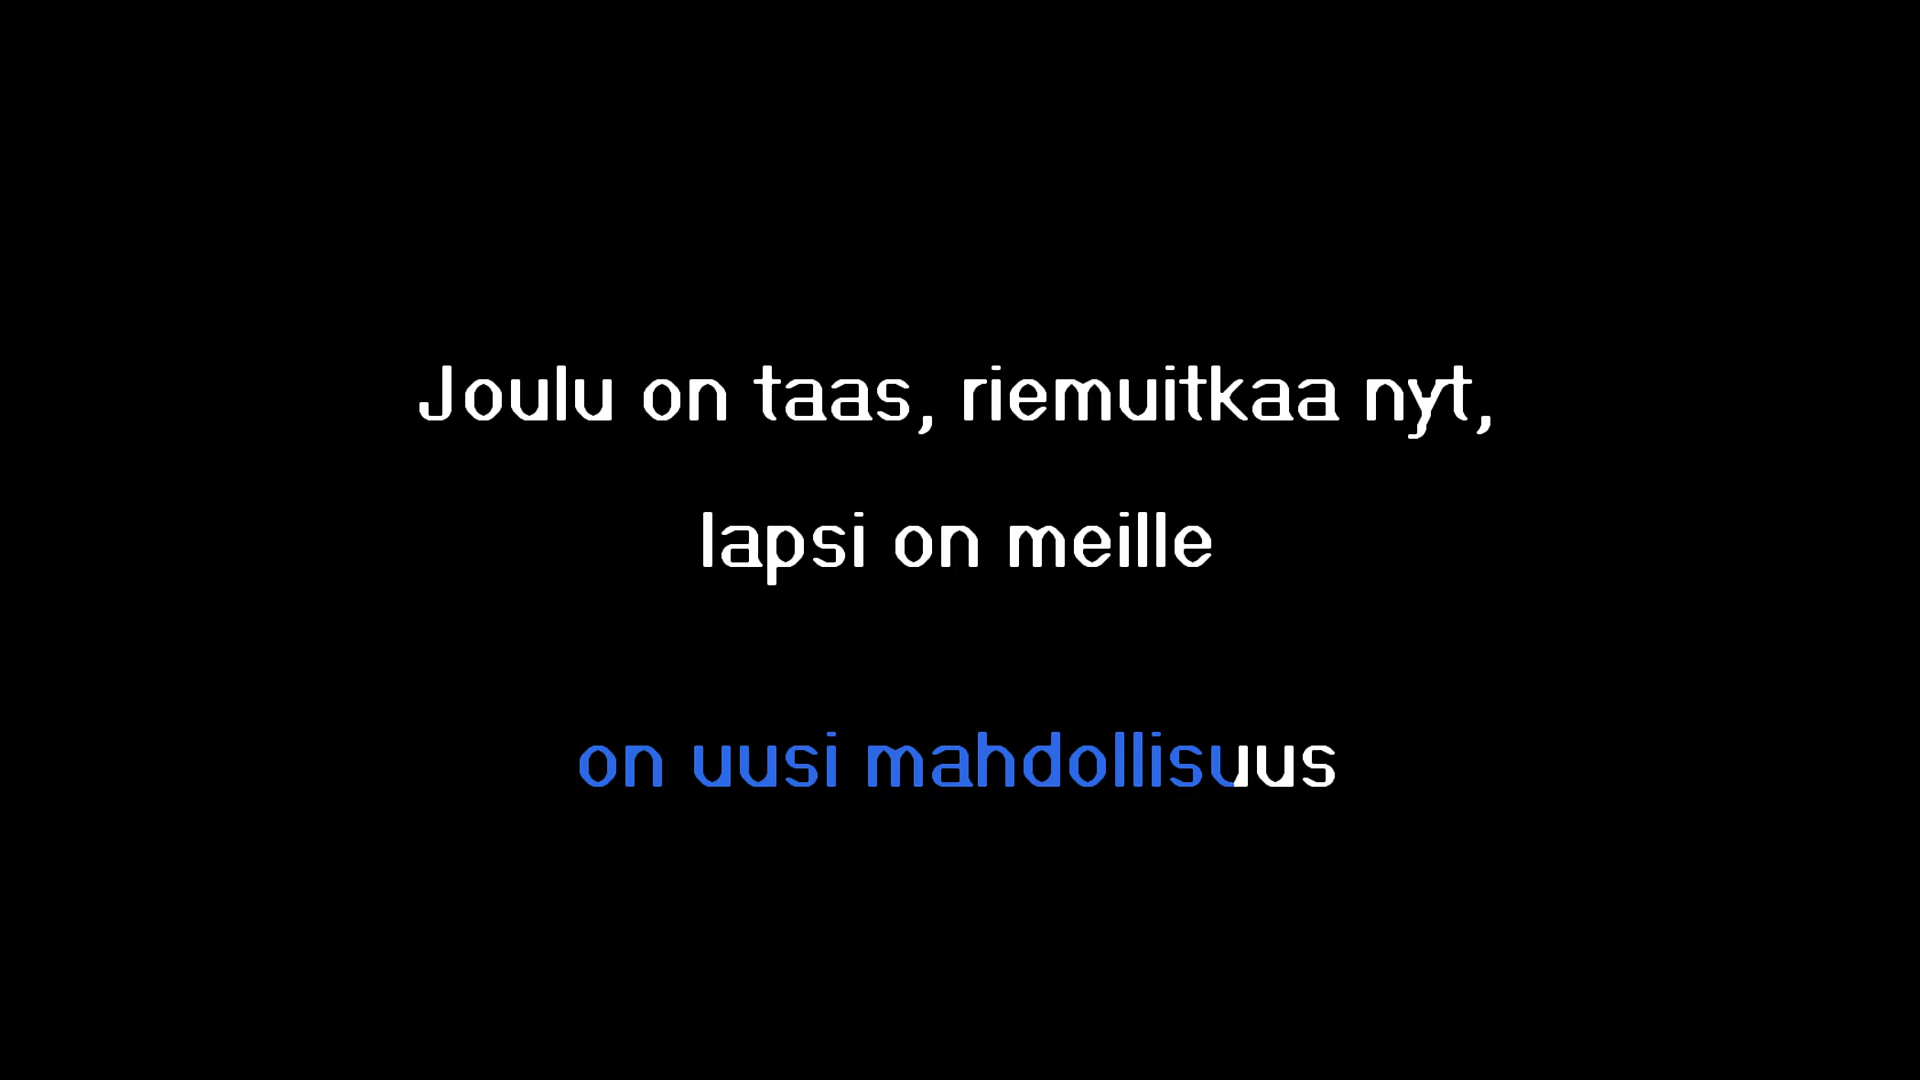 Joulu on taas, riemuitkaa nyt,
lapsi on meille
on uusi mahdollisuus